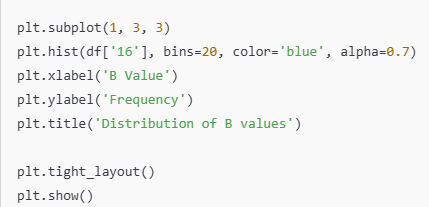 plt.subplot(1, 3, 3)
plt.hist(df['16'], bins=20, color='blue', alpha=0.7)
plt.xlabel('B Value')
plt.ylabel('Frequency')
plt.title('Distribution of B values')
plt.tight_layout()
plt.show()